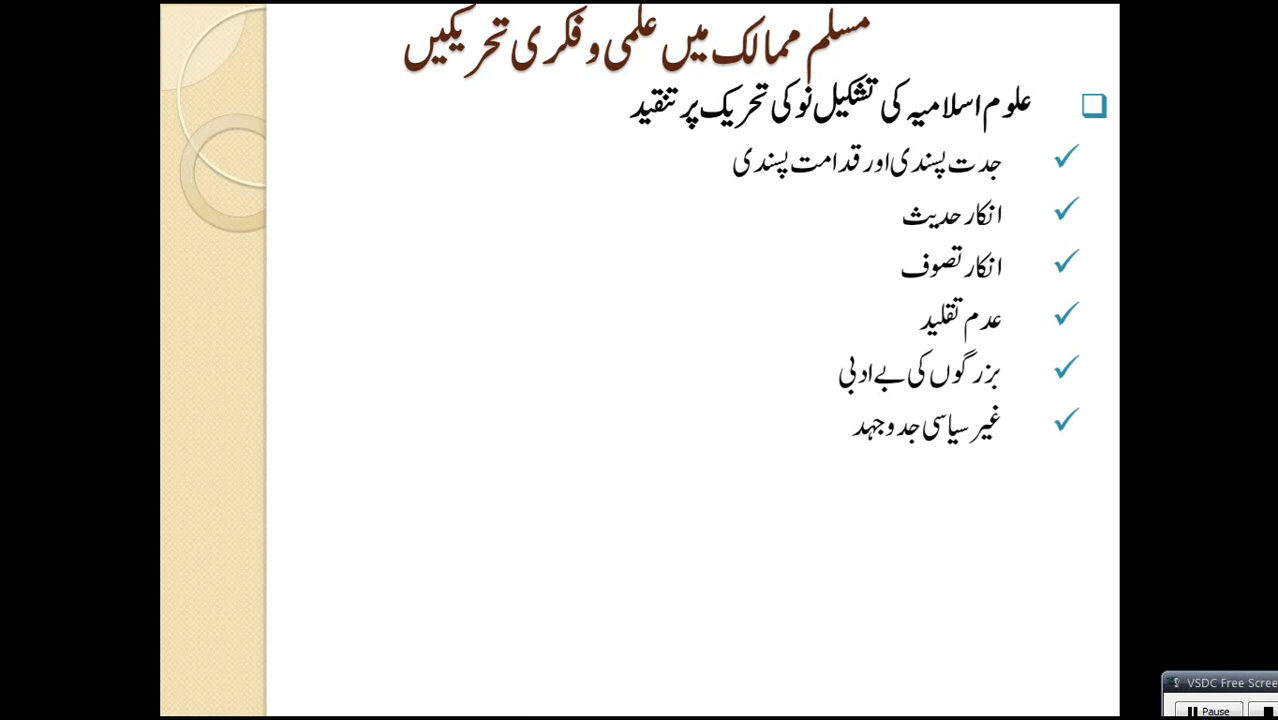 مسلم ممالک میں علمی و فکری تحریکیں
علوم اسلامیہ کی تشکیل نو کی تحریک پر تنقید
جدت پسندی اور قدامت پسندی
انکار حدیث
انکار تصوف
عدم تقلید
بزرگوں کی بے ادبی
غیر سیاسی جدوجہد
VSDC Free Scree
Pause